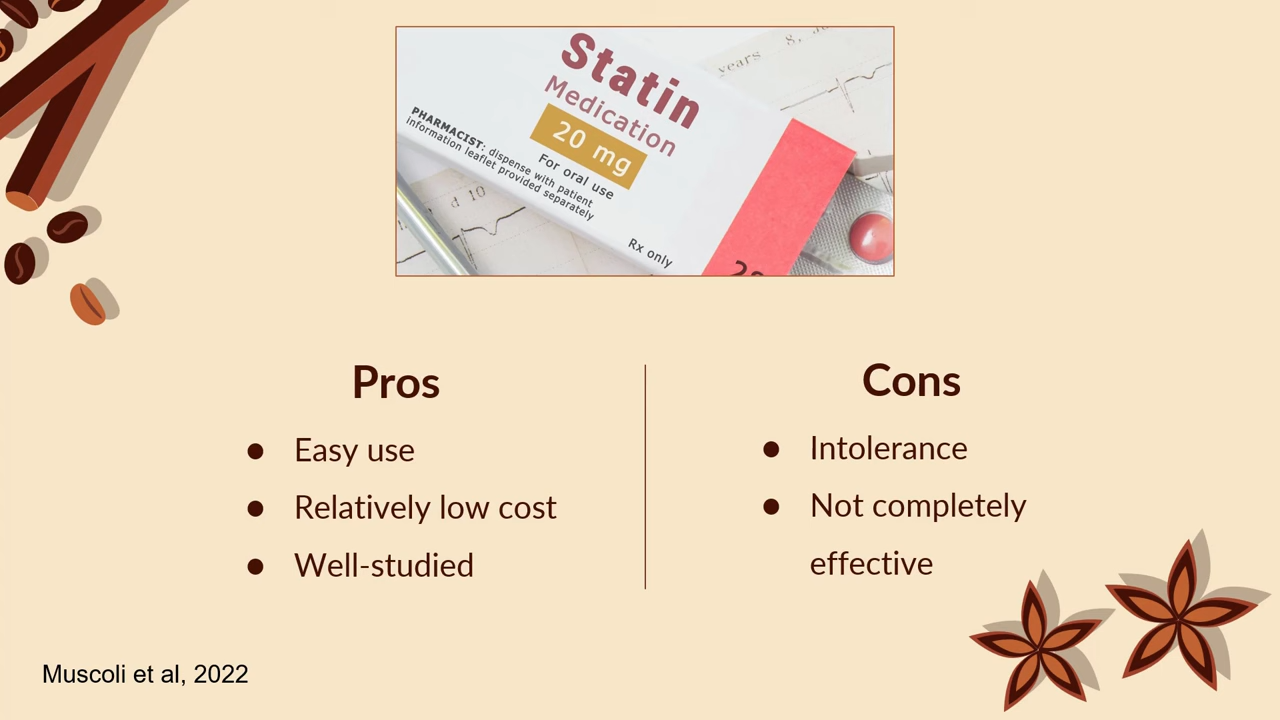 Statin
Medication
20 mg
For oral use
PHARMACIST: dispense with patient
information leaflet provided separately
Rx only
years
d 10
Pros
● Easy use
● Relatively low cost
● Well-studied
Cons
● Intolerance
● Not completely
effective
Muscoli et al, 2022